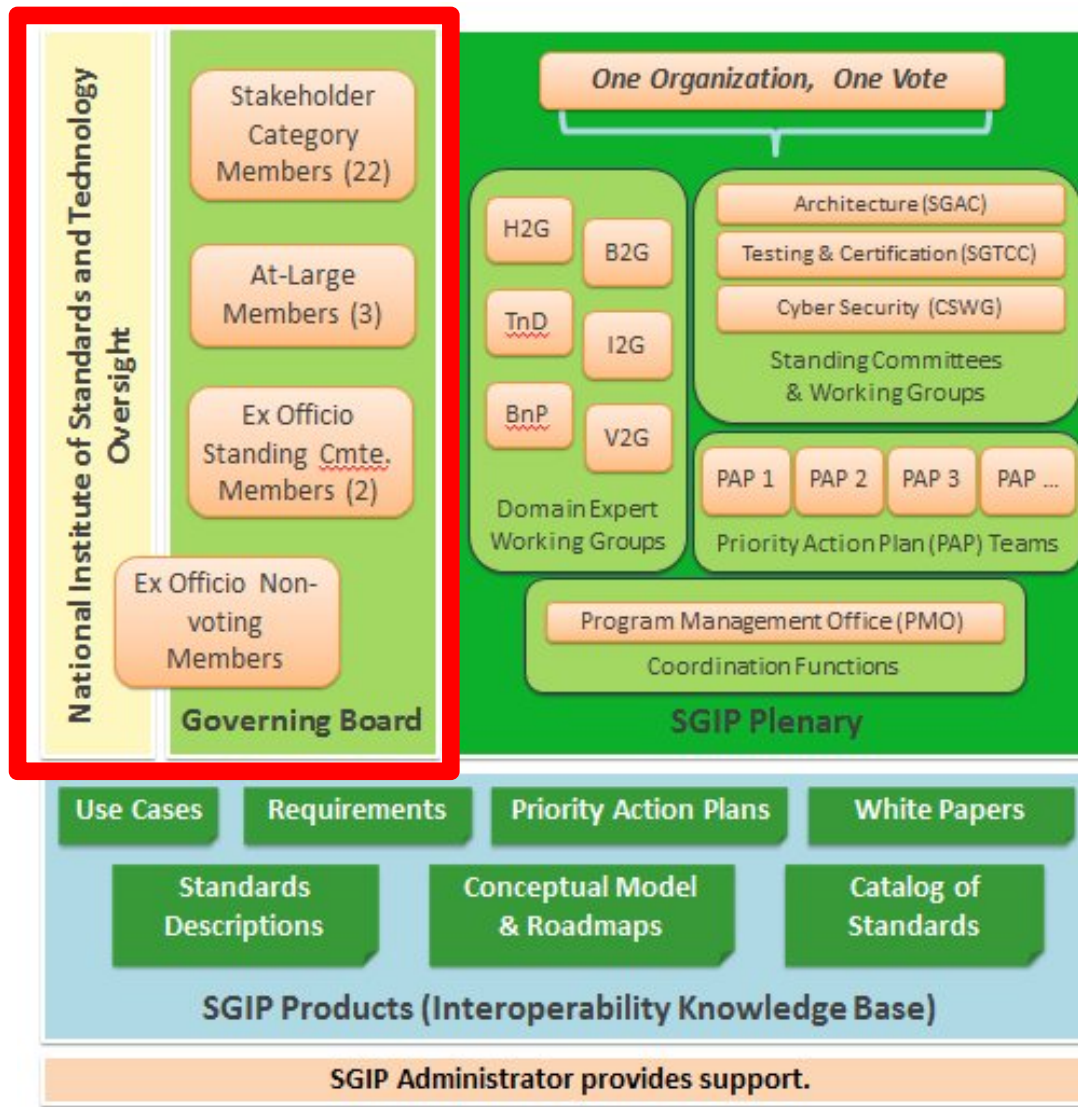 National Institute of Standards and Technology
Oversight
Stakeholder
Category
Members (22)
At-Large
Members (3)
Ex Officio
Standing Cmte.
Members (2)
Ex Officio Non-
voting
Members
Governing Board
One Organization, One Vote
H2G
B2G
TnD
I2G
BnP
V2G
Domain Expert
Working Groups
Architecture (SGAC)
Testing & Certification (SGTCC)
Cyber Security (CSWG)
Standing Committees
& Working Groups
PAP 1
PAP 2
PAP 3
PAP ...
Priority Action Plan (PAP) Teams
Program Management Office (PMO)
Coordination Functions
SGIP Plenary
Use Cases
Requirements
Priority Action Plans
White Papers
Standards
Descriptions
Conceptual Model
& Roadmaps
Catalog of
Standards
SGIP Products (Interoperability Knowledge Base)
SGIP Administrator provides support.